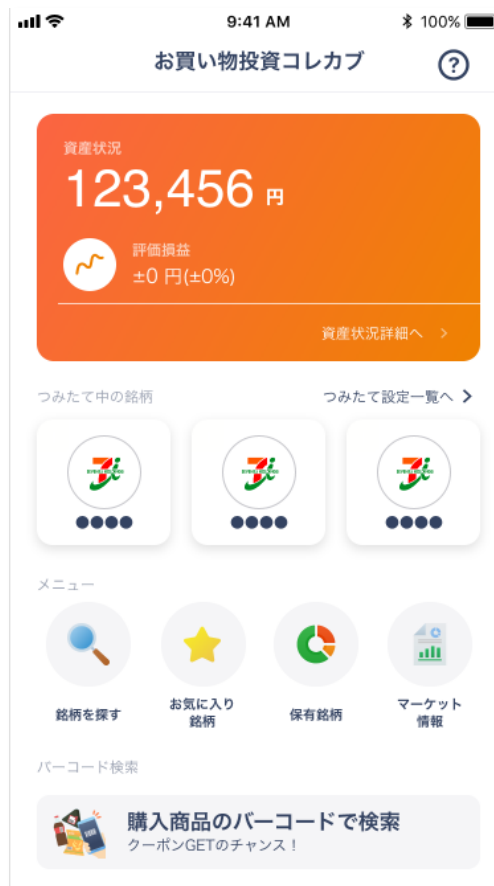 9:41 AM
100%
お買い物投資コレカブ
?
資産状況
123,456 円
評価損益
±0 円(±0%)
資産状況詳細へ >
つみたて中の銘柄
つみたて設定一覧へ >
●●●●
●●●●
●●●●
メニュー
銘柄を探す
お気に入り
銘柄
保有銘柄
マーケット
情報
バーコード検索
購入商品のバーコードで検索
クーポンGETのチャンス！